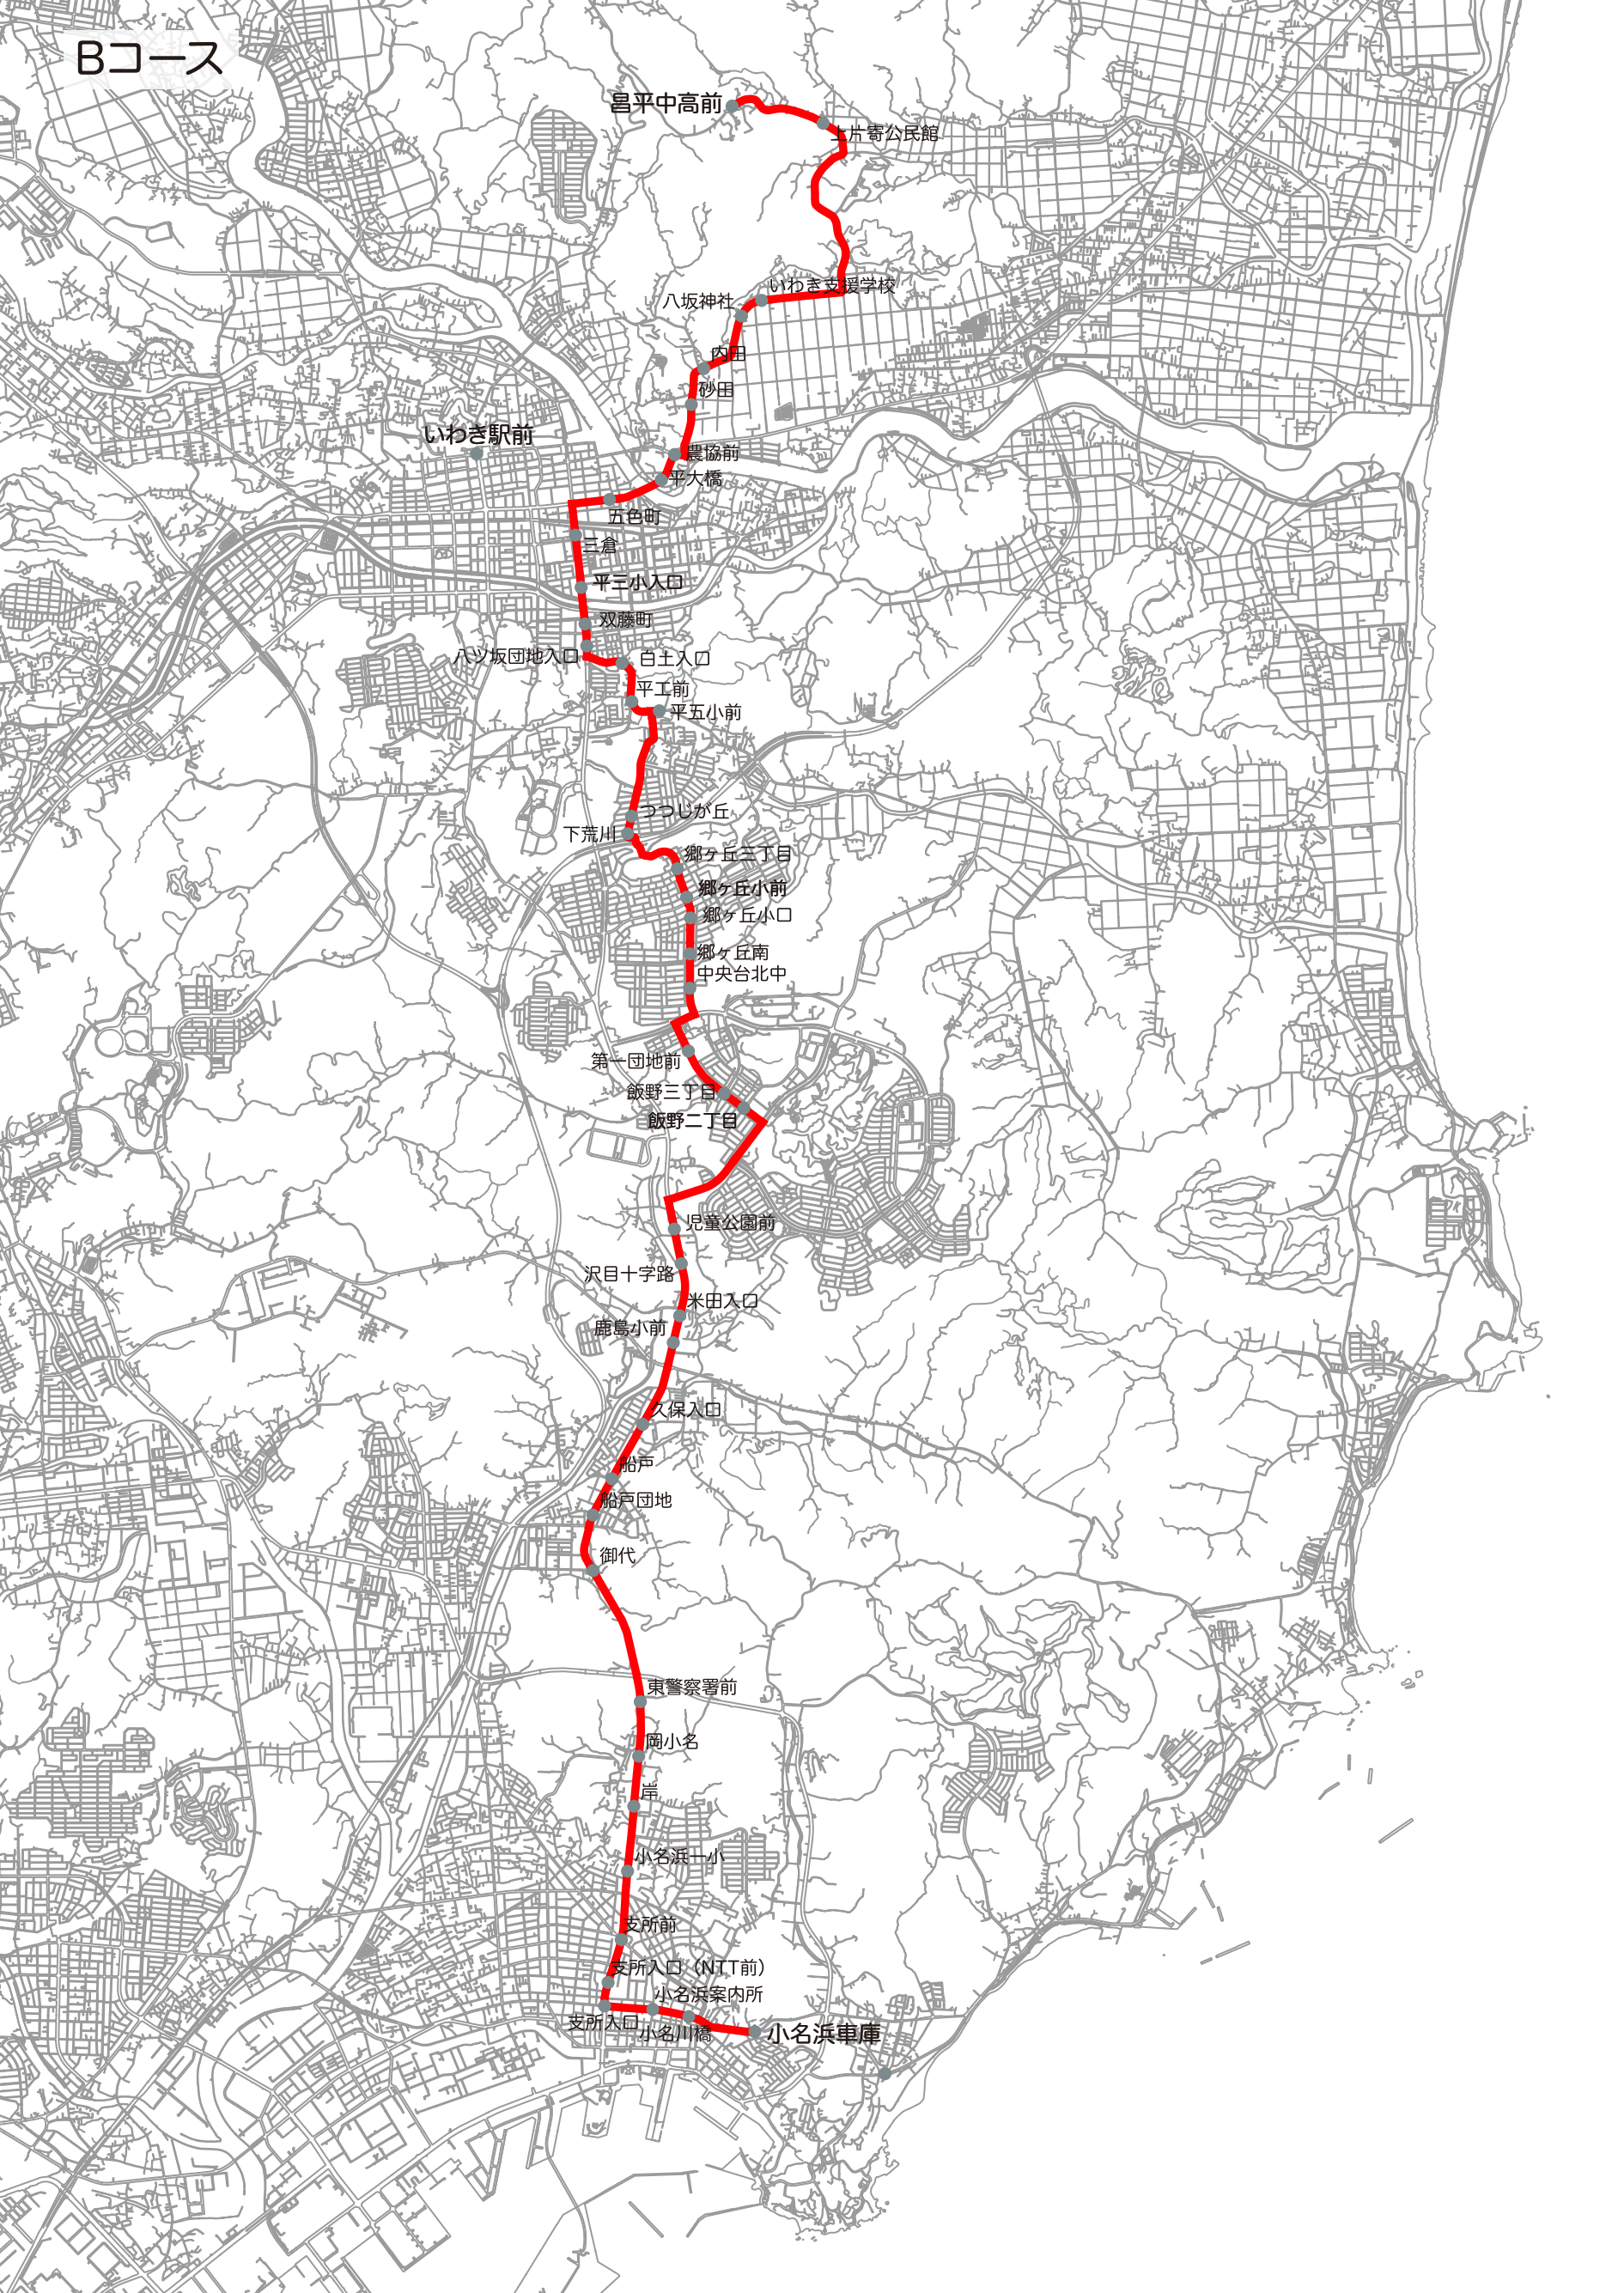 Bコース
昌平中高前
上片寄公民館
いわき支援学校
八坂神社
内田
砂田
いわき駅前
農協前
平大橋
五色町
三倉
平三小入口
双藤町
八ツ坂団地入口
白土入口
平工前
平五小前
つつじが丘
下荒川
郷ヶ丘三丁目
郷ヶ丘小前
郷ヶ丘小口
郷ヶ丘南
中央台北中
第一団地前
飯野三丁目
飯野二丁目
児童公園前
沢目十字路
米田入口
鹿島小前
久保入口
船戸
船戸団地
御代
東警察署前
岡小名
岸
小名浜一小
支所前
支所入口（NTT前）
小名浜案内所
支所入口
小名川橋
小名浜車庫